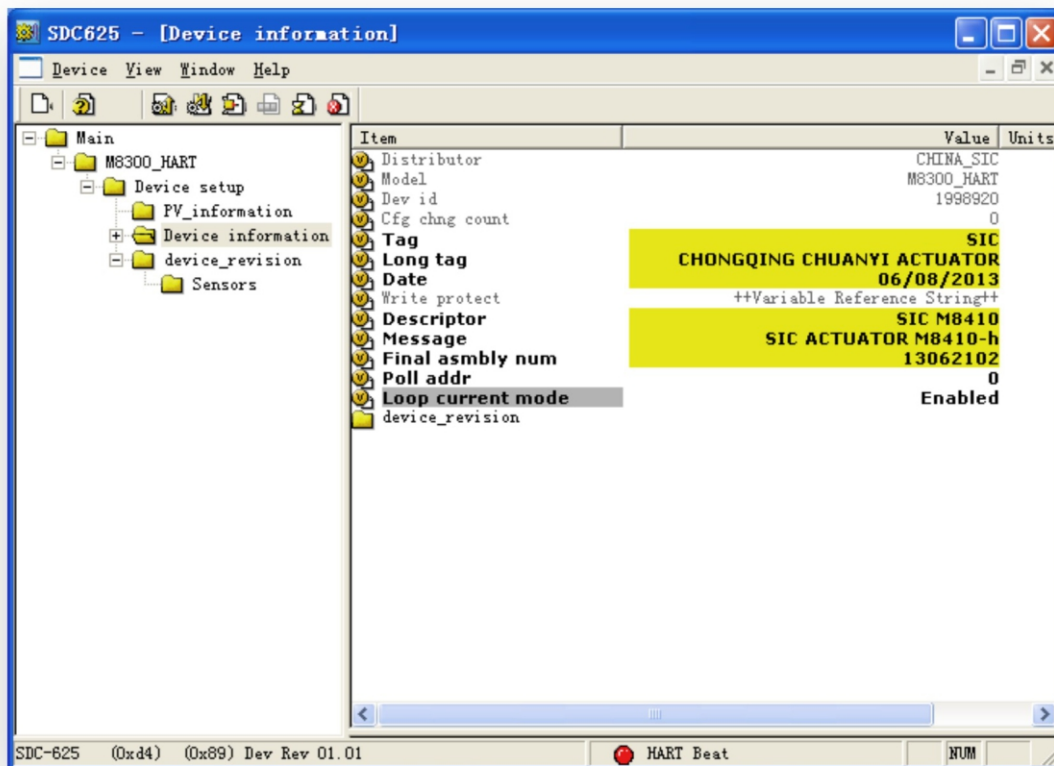 SDC625 - [Device information]
Device View Window Help
Main
M8300_HART
Device setup
PV_information
Device information
device_revision
Sensors
Item Value Units
Distributor CHINA_SIC
Model M8300_HART
Dev id 1998920
Cfg chng count 0
Tag SIC
Long tag CHONGQING CHUANYI ACTUATOR
Date 06/08/2013
Write protect ++Variable Reference String++
Descriptor SIC M8410
Message SIC ACTUATOR M8410-h
Final asmbly num 13062102
Poll addr 0
Loop current mode Enabled
device_revision
SDC-625 (0xd4) (0x89) Dev Rev 01.01 HART Beat NUM